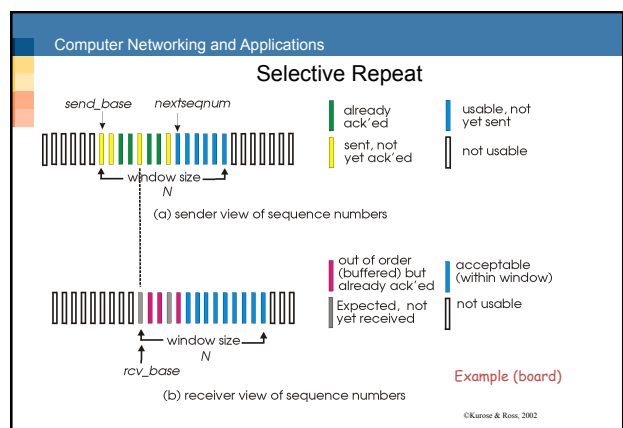 Computer Networking and Applications
Selective Repeat
send_base
nextseqnum
already
ack'ed
usable, not
yet sent
sent, not
yet ack'ed
not usable
window size
N
(a) sender view of sequence numbers
out of order
(buffered) but
already ack'ed
acceptable
(within window)
Expected, not
yet received
not usable
window size
N
rcv_base
Example (board)
(b) receiver view of sequence numbers
©Kurose & Ross, 2002